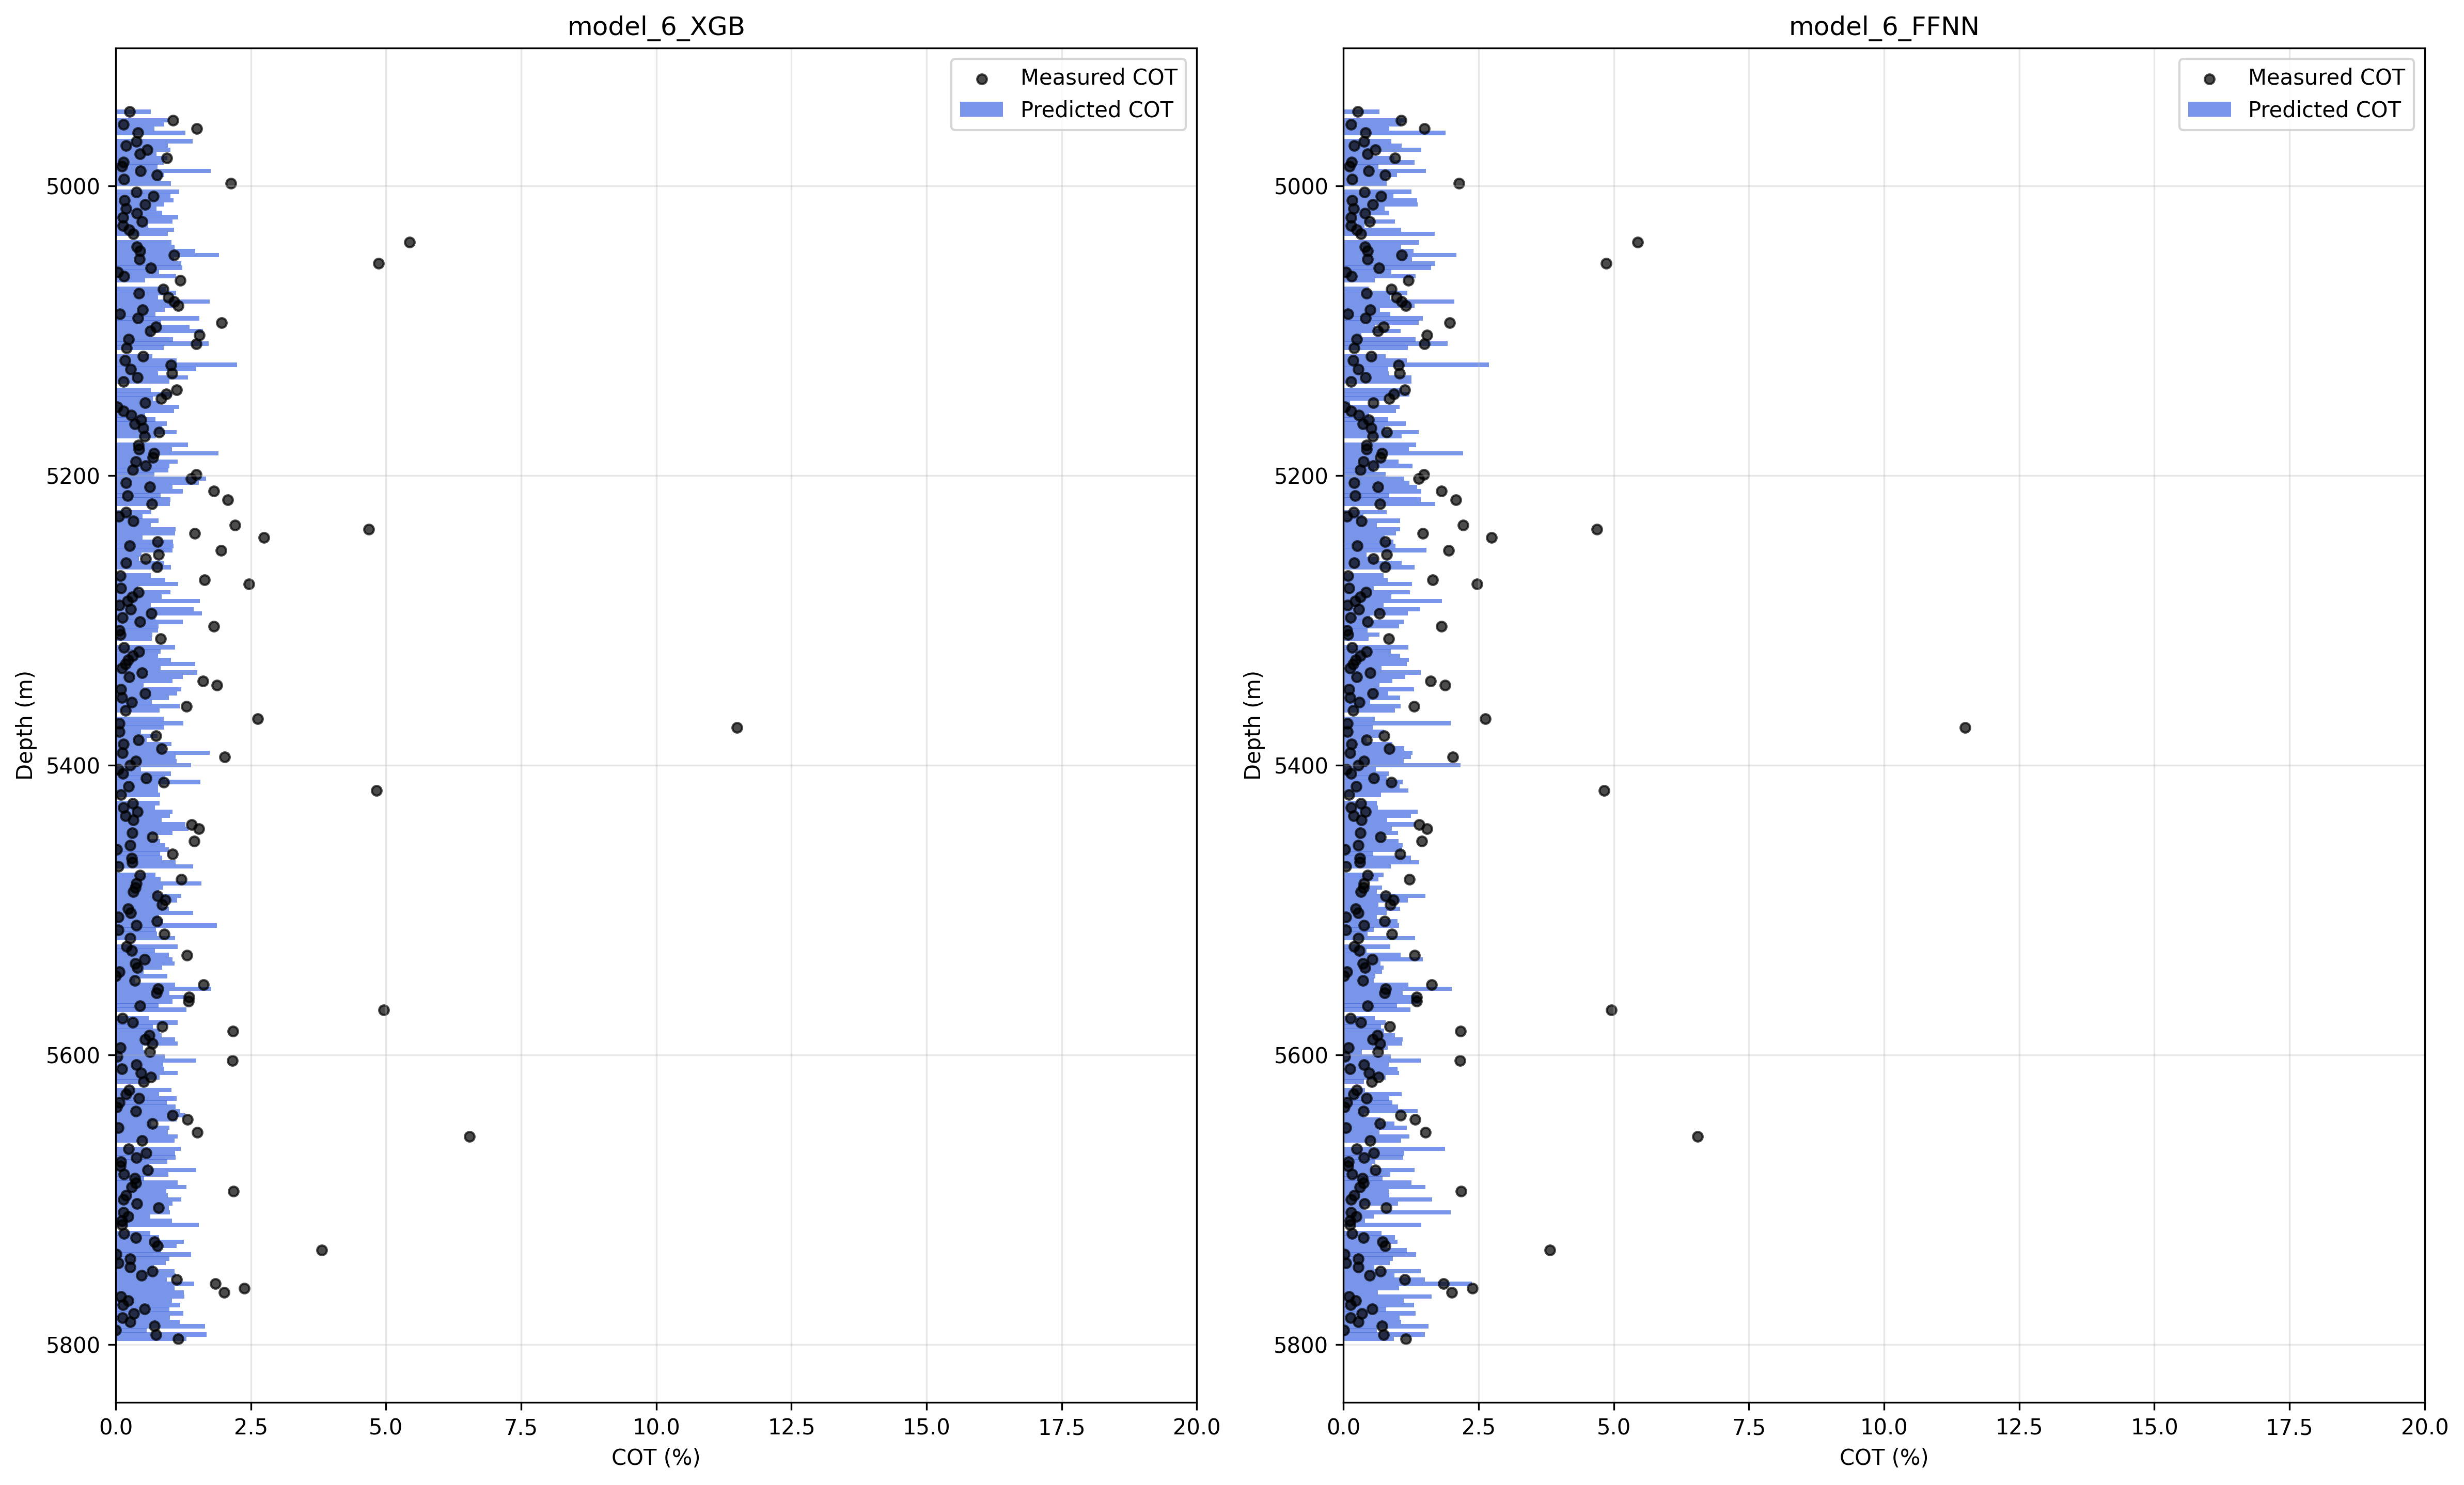 model_6_XGB
Measured COT
Predicted COT
Depth (m)
5000
5200
5400
5600
5800
0.0 2.5 5.0 7.5 10.0 12.5 15.0 17.5 20.0
COT (%)
model_6_FFNN
Measured COT
Predicted COT
Depth (m)
5000
5200
5400
5600
5800
0.0 2.5 5.0 7.5 10.0 12.5 15.0 17.5 20.0
COT (%)